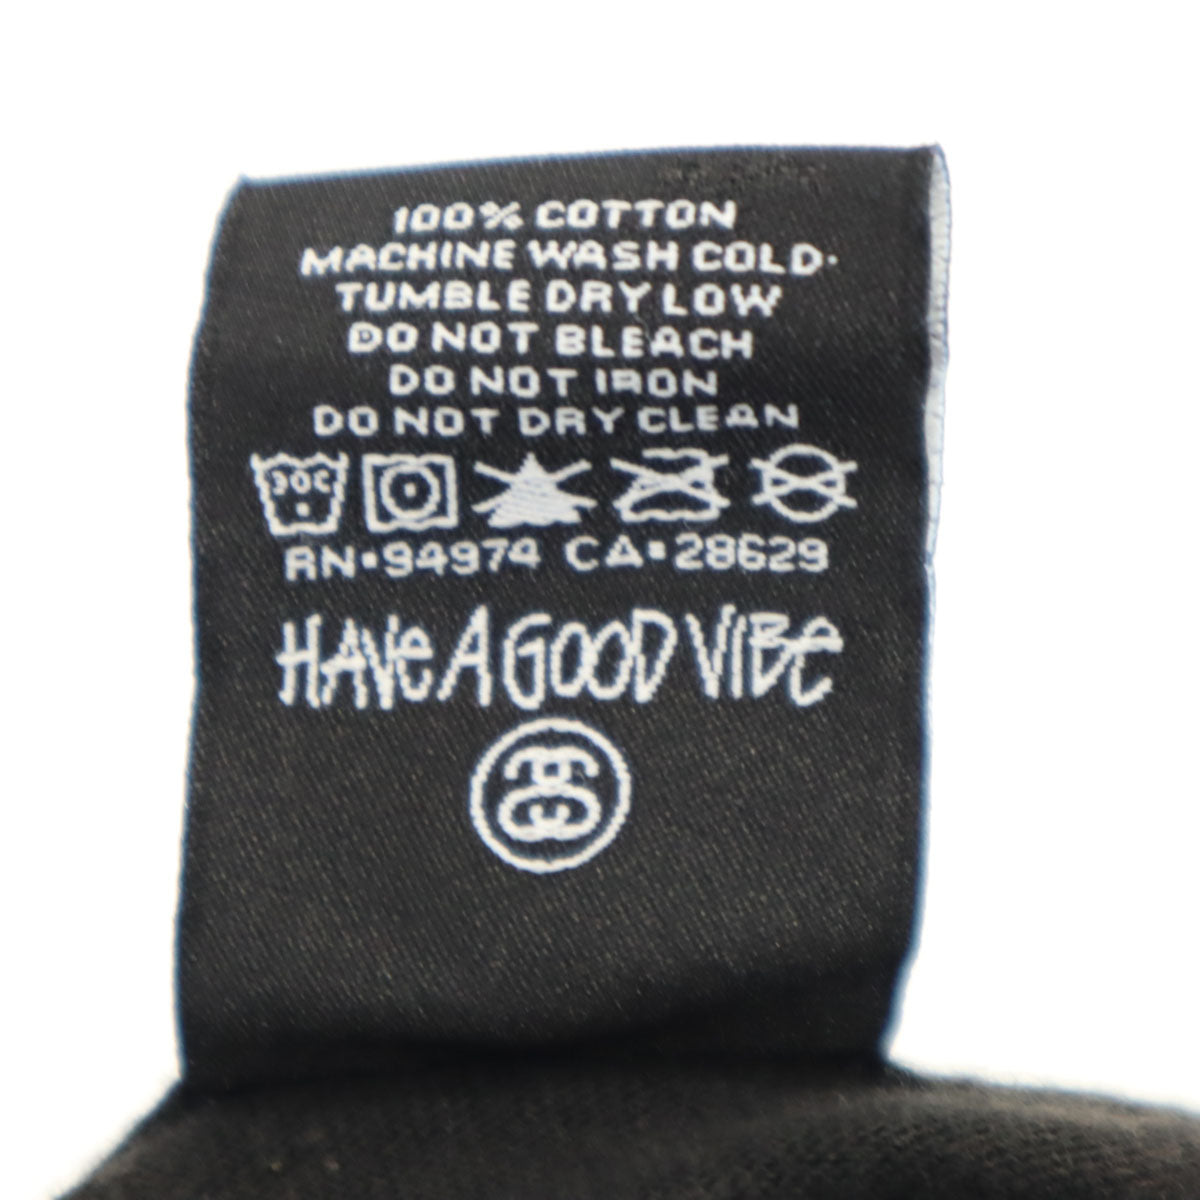 100% COTTON
MACHINE WASH COLD.
TUMBLE DRY LOW
DO NOT BLEACH
DO NOT IRON
DO NOT DRY CLEAN
30C
RN•94974 CA•28629
HAVE A GOOD VIBE